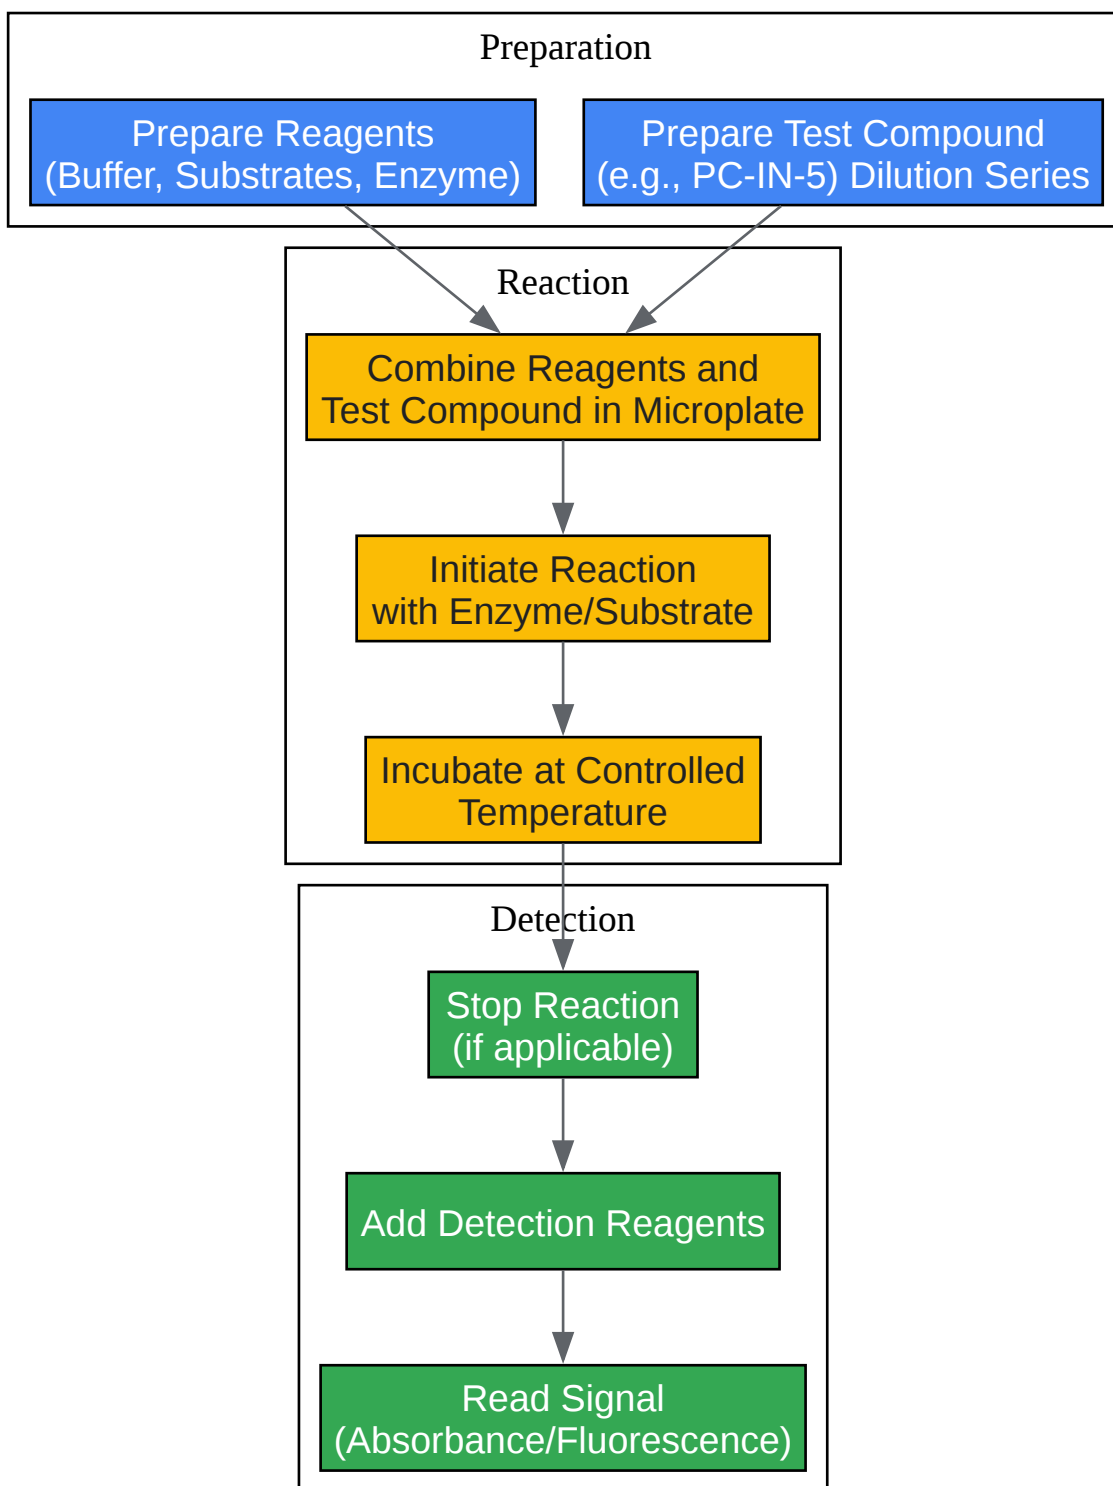 Preparation
Prepare Reagents
(Buffer, Substrates, Enzyme)
Prepare Test Compound
(e.g., PC-IN-5) Dilution Series
Reaction
Combine Reagents and
Test Compound in Microplate
Initiate Reaction
with Enzyme/Substrate
Incubate at Controlled
Temperature
Detection
Stop Reaction
(if applicable)
Add Detection Reagents
Read Signal
(Absorbance/Fluorescence)